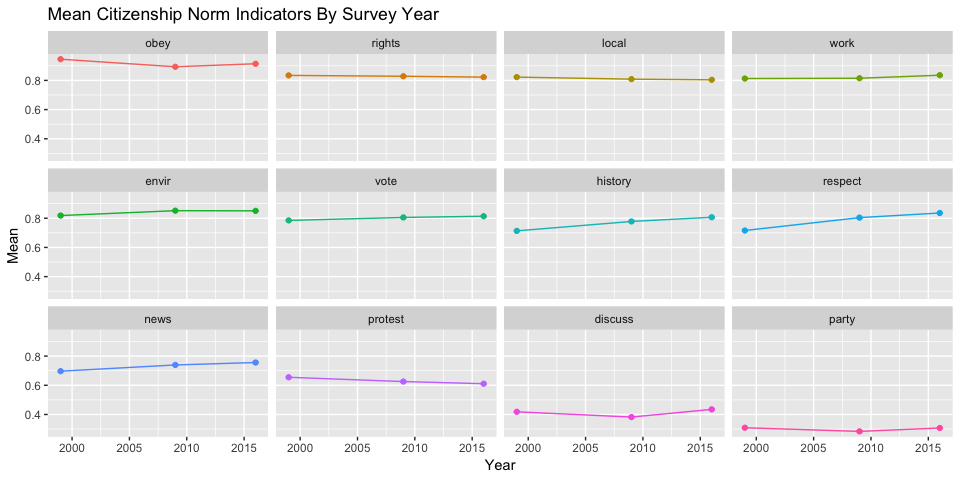 Mean Citizenship Norm Indicators By Survey Year
obey rights local work
0.8
0.6
0.4
envir vote history respect
0.8
0.6
0.4
Mean
news protest discuss party
0.8
0.6
0.4
2000 2005 2010 2015 2000 2005 2010 2015 2000 2005 2010 2015 2000 2005 2010 2015
Year